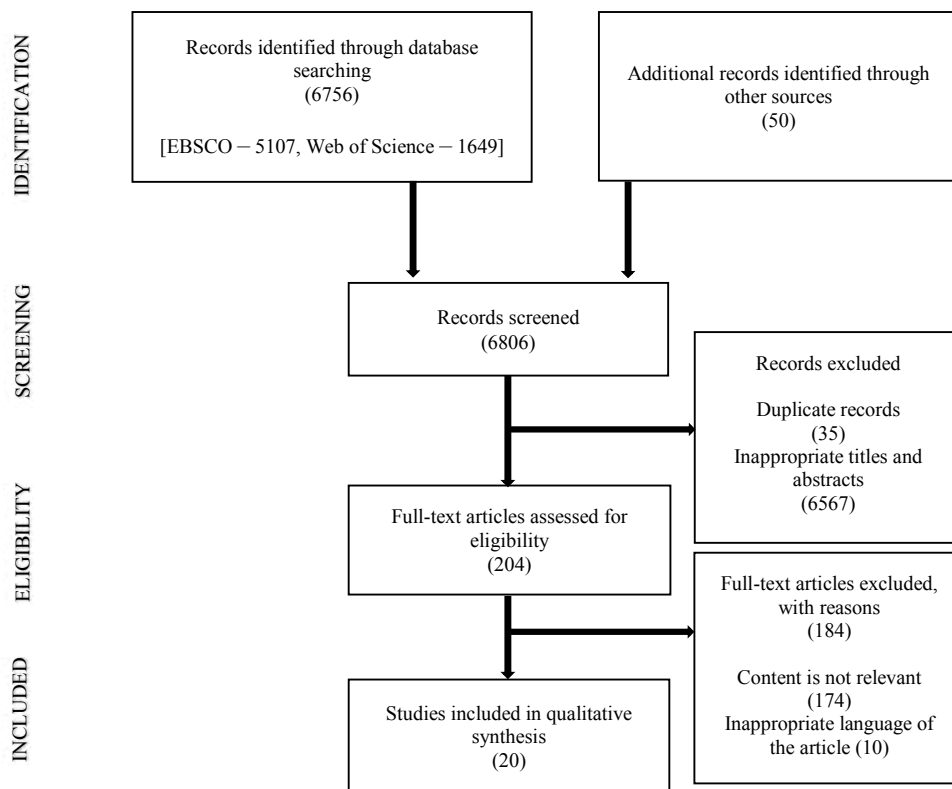 IDENTIFICATION
Records identified through database
searching
(6756)
[EBSCO – 5107, Web of Science – 1649]
Additional records identified through
other sources
(50)
SCREENING
Records screened
(6806)
Records excluded
Duplicate records
(35)
Inappropriate titles and
abstracts
(6567)
ELIGIBILITY
Full-text articles assessed for
eligibility
(204)
Full-text articles excluded,
with reasons
(184)
Content is not relevant
(174)
Inappropriate language of
the article (10)
INCLUDED
Studies included in qualitative
synthesis
(20)